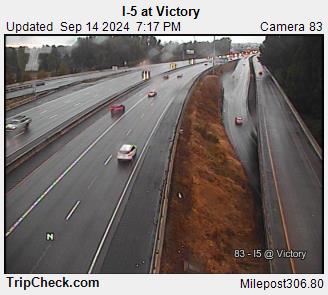 I-5 at Victory
Updated  Sep 14 2024  7:17 PM
Camera 83
N
83 - I5 @ Victory
TripCheck.com
Milepost306.80